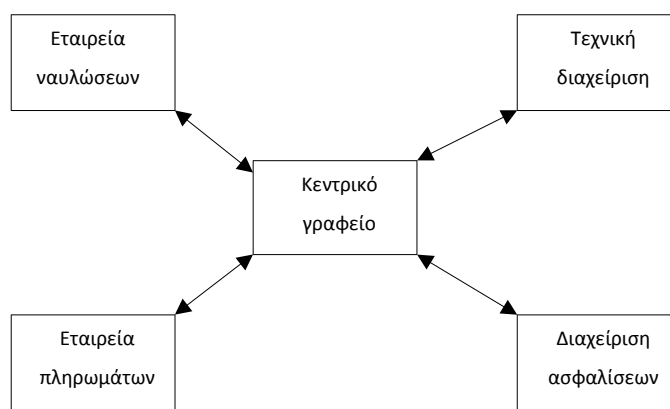 Εταιρεία
ναυλώσεων
Τεχνική
διαχείριση
Κεντρικό
γραφείο
Εταιρεία
πληρωμάτων
Διαχείριση
ασφαλίσεων